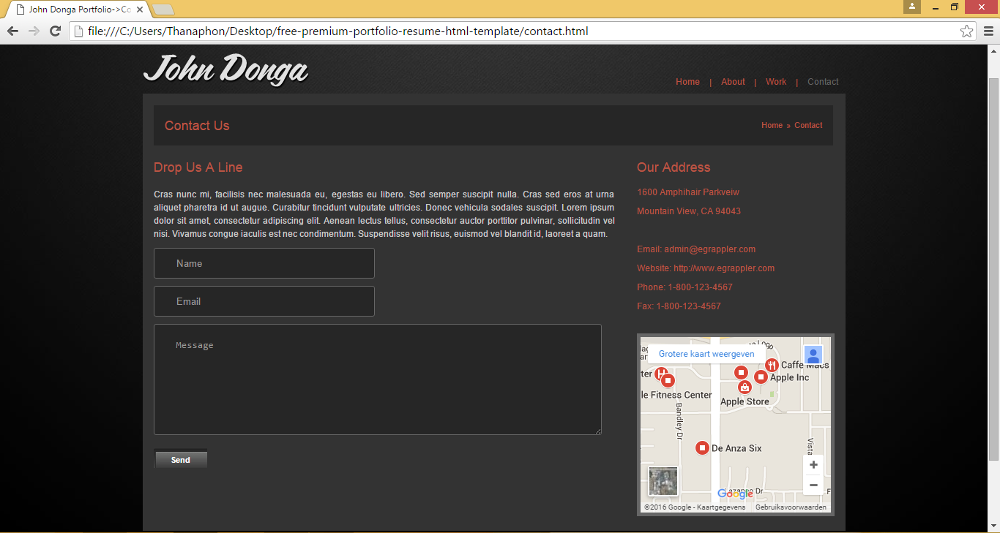 John Donga Portfolio->Co
file:///C:/Users/Thanaphon/Desktop/free-premium-portfolio-resume-html-template/contact.html
John Donga
Home | About | Work | Contact
Contact Us
Home » Contact
Drop Us A Line
Cras nunc mi, facilisis nec malesuada eu, egestas eu libero. Sed semper suscipit nulla. Cras sed eros at urna
aliquet pharetra id ut augue. Curabitur tincidunt vulputate ultricies. Donec vehicula sodales suscipit. Lorem ipsum
dolor sit amet, consectetur adipiscing elit. Aenean lectus tellus, consectetur auctor porttitor pulvinar, sollicitudin vel
nisi. Vivamus congue iaculis est nec condimentum. Suspendisse velit risus, euismod vel blandit id, laoreet a quam.
Name
Email
Message
Send
Our Address
1600 Amphihair Parkveiw
Mountain View, CA 94043
Email: admin@egrappler.com
Website: http://www.egrappler.com
Phone: 1-800-123-4567
Fax: 1-800-123-4567
Grotere kaart weergeven
Caffe Macs
ter
Apple Inc
le Fitness Center
Apple Store
Bandley Dr
De Anza Six
Vista
+
−
Google
©2016 Google - Kaartgegevens
Gebruiksvoorwaarden